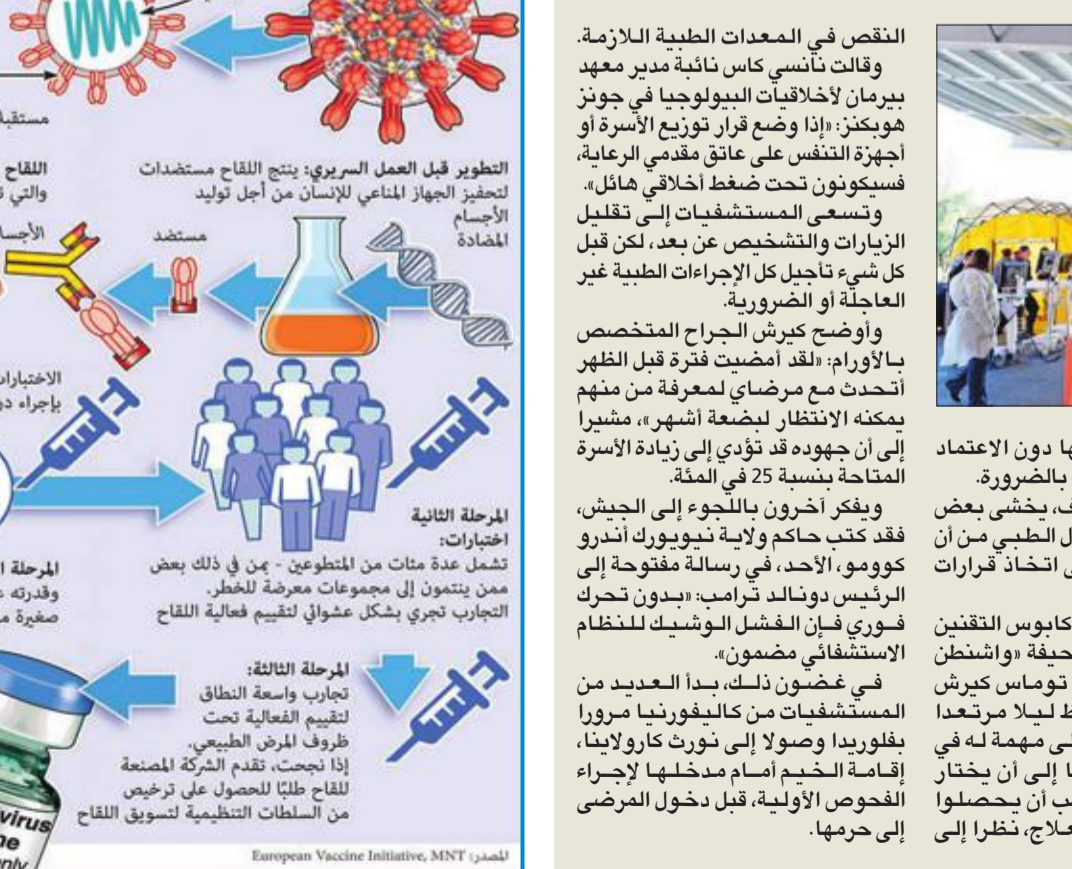 النقص في المعدات الطبية اللازمة.
وقالت نانسي كاس نائبة مدير معهد
بيرمان لأخلاقيات البيولوجيا في جونز
هوبكنز: «إذا وضع قرار توزيع الأسرة أو
أجهزة التنفس على عاتق مقدمي الرعاية،
فسيكونون تحت ضغط أخلاقي هائل».
وتسعى المستشفيات إلى تقليل
الزيارات والتشخيص عن بعد، لكن قبل
كل شيء تأجيل كل الإجراءات الطبية غير
العاجلة أو الضرورية.
وأوضح كيرش الجراح المتخصص
بالأورام: «لقد أمضيت فترة قبل الظهر
أتحدث مع مرضاي لمعرفة من منهم
يمكنه الانتظار لبضعة أشهر»، مشيرا
إلى أن جهوده قد تؤدي إلى زيادة الأسرة
المتاحة بنسبة 25 في المئة.
ويفكر آخرون باللجوء إلى الجيش،
فقد كتب حاكم ولاية نيويورك أندرو
كوومو، الأحد، في رسالة مفتوحة إلى
الرئيس دونالد ترامب: «بدون تحرك
فوري فإن الفشل الوشيك للنظام
الاستشفائي مضمون».
في غضون ذلك، بدأ العديد من
المستشفيات من كاليفورنيا مرورا
بفلوريدا وصولا إلى نورث كارولاينا،
إقامة الخيم أمام مدخلها لإجراء
الفحوص الأولية، قبل دخول المرضى
إلى حرمها.
دون الاعتماد
بالضرورة.
يخشى بعض
الطبي من أن
اتخاذ قرارات
كابوس التقنين
«واشنطن
توماس كيرش
ليلا مرتعدا
مهمة له في
إلى أن يختار
أن يحصلوا
نظرا إلى
التطوير قبل العمل السريري: ينتج اللقاح مستضدات
لتحفيز الجهاز المناعي للإنسان من أجل توليد
الأجسام
المضادة
مستضد
اللقاح
والتي
المرحلة الثانية
اختبارات:
تشمل عدة مئات من المتطوعين - بمن في ذلك بعض
ممن ينتمون إلى مجموعات معرضة للخطر.
التجارب تجري بشكل عشوائي لتقييم فعالية اللقاح
بإجراء
المرحلة
وقدرته
صغيرة
المرحلة الثالثة:
تجارب واسعة النطاق
لتقييم الفعالية تحت
ظروف المرض الطبيعي.
إذا نجحت، تقدم الشركة المصنعة
للقاح طلبًا للحصول على ترخيص
من السلطات التنظيمية لتسويق اللقاح
المصدر: European Vaccine Initiative, MNT